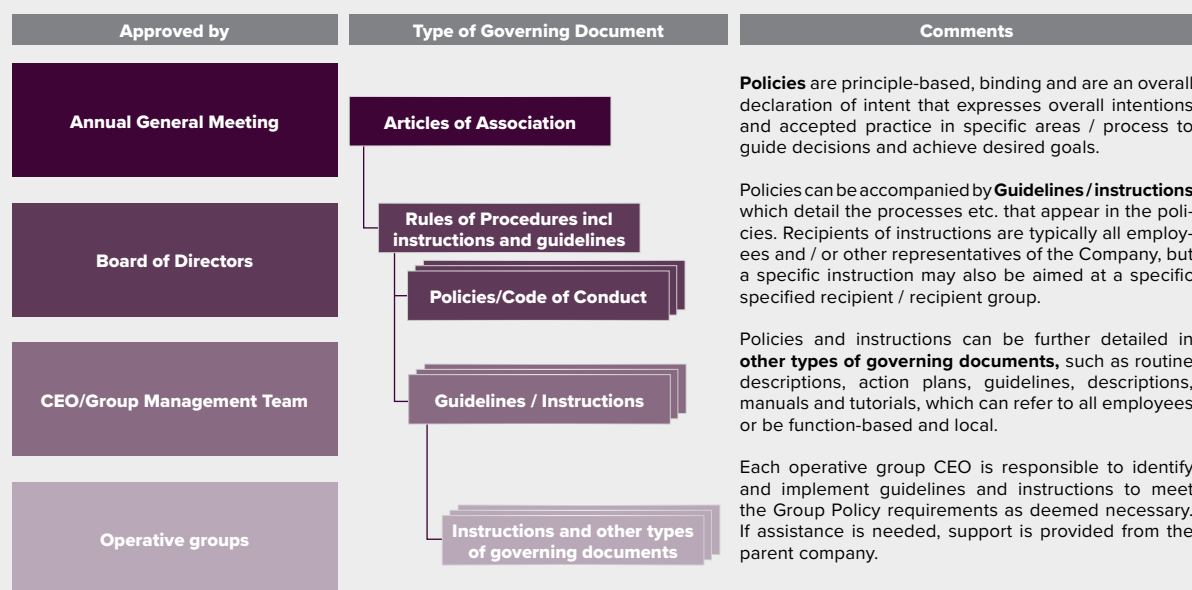 Approved by
Type of Governing Document
Comments
Annual General Meeting
Board of Directors
CEO/Group Management Team
Operative groups
Articles of Association
Rules of Procedures incl
instructions and guidelines
Policies/Code of Conduct
Guidelines / Instructions
Instructions and other types
of governing documents
Policies are principle-based, binding and are an overall
declaration of intent that expresses overall intentions
and accepted practice in specific areas / process to
guide decisions and achieve desired goals.
Policies can be accompanied by Guidelines / instructions
which detail the processes etc. that appear in the poli-
cies. Recipients of instructions are typically all employ-
ees and / or other representatives of the Company, but
a specific instruction may also be aimed at a specific
specified recipient / recipient group.
Policies and instructions can be further detailed in
other types of governing documents, such as routine
descriptions, action plans, guidelines, descriptions,
manuals and tutorials, which can refer to all employees
or be function-based and local.
Each operative group CEO is responsible to identify
and implement guidelines and instructions to meet
the Group Policy requirements as deemed necessary.
If assistance is needed, support is provided from the
parent company.